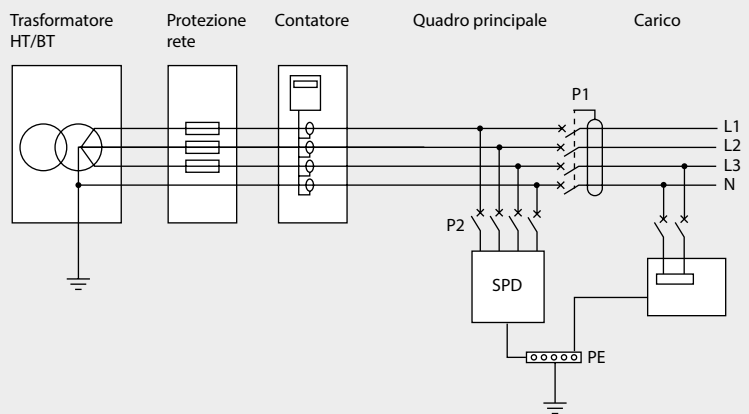 Trasformatore
HT/BT
Protezione
rete
Contatore
Quadro principale
Carico
P1
L1
L2
L3
N
P2
SPD
PE